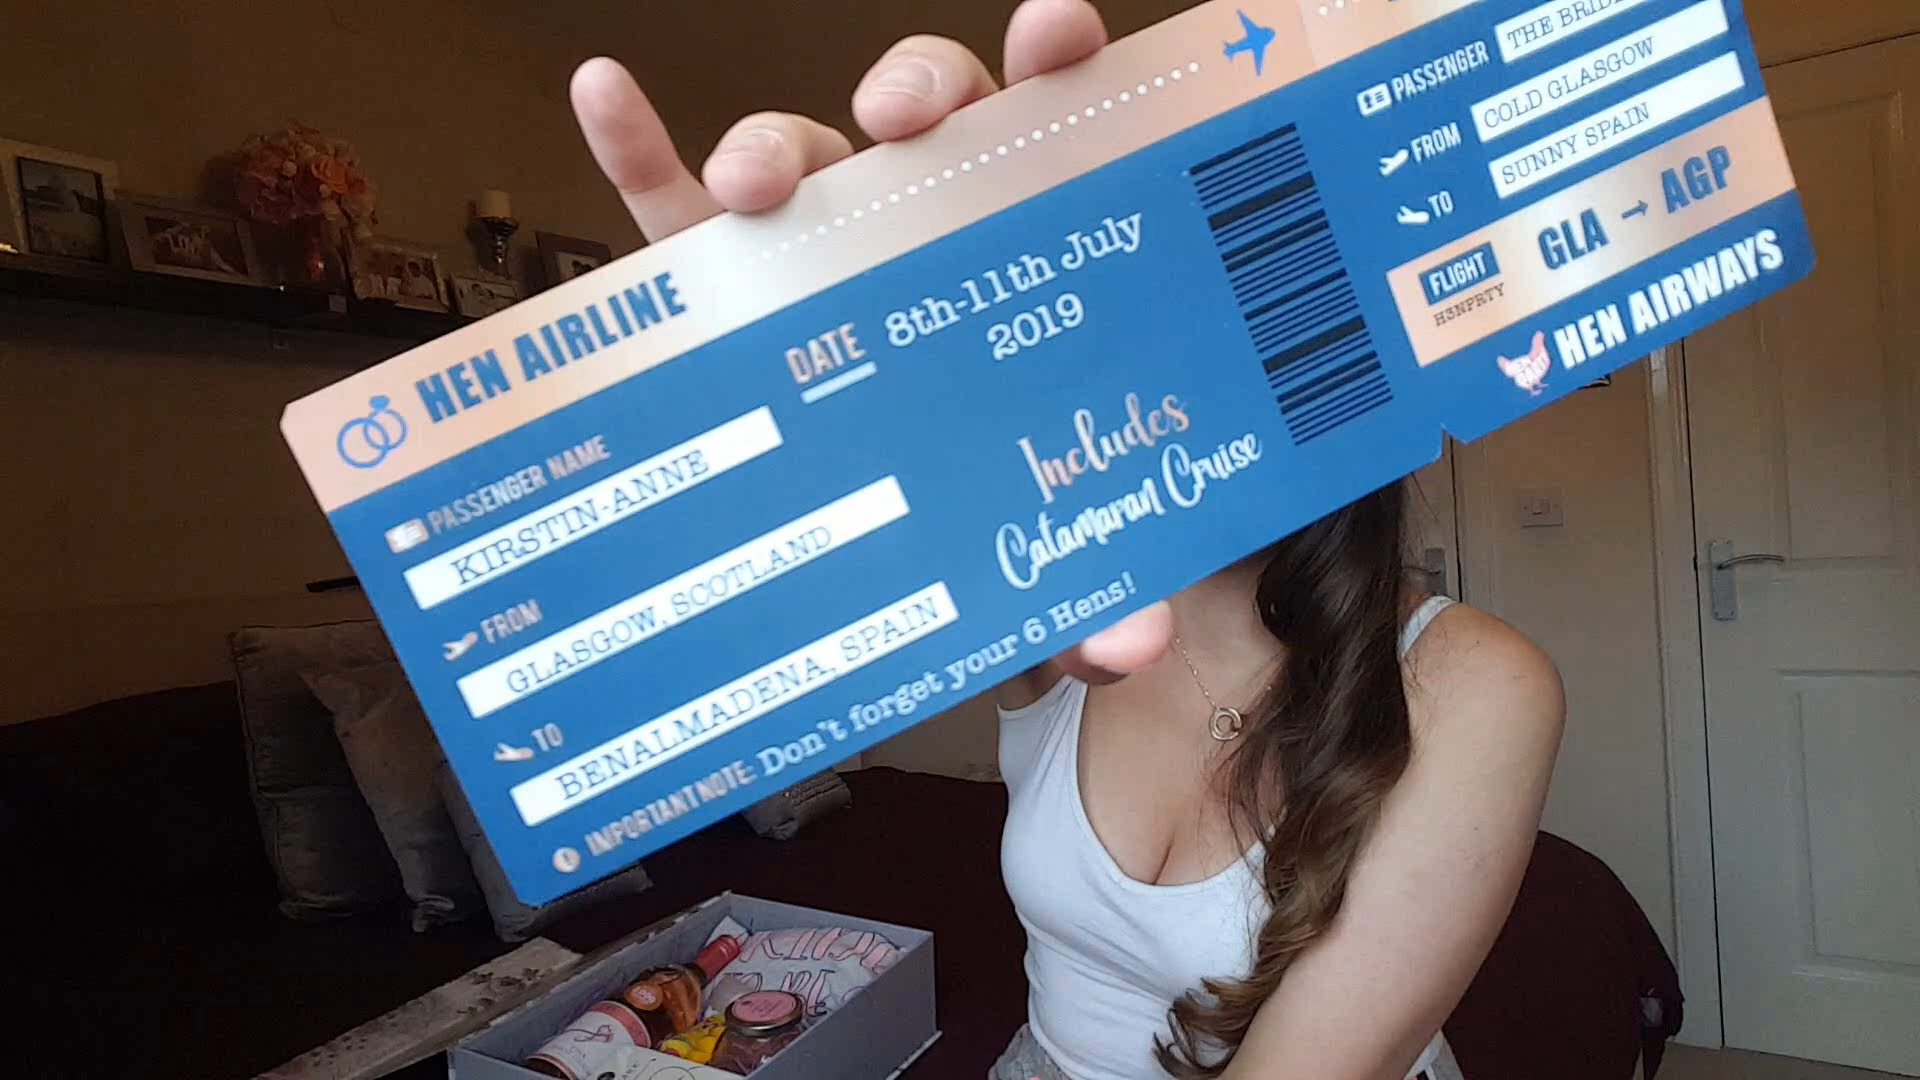 HEN AIRLINE
PASSENGER NAME
KIRSTIN-ANNE
FROM
GLASGOW, SCOTLAND
TO
BENALMADENA, SPAIN
IMPORTANT NOTE: Don't forget your 6 Hens!
DATE
8th-11th July
2019
Includes
Catamaran Cruise
PASSENGER
THE
FROM
COLD GLASGOW
TO
SUNNY SPAIN
FLIGHT
H3NPRTY
GLA → AGP
HEN AIRWAYS